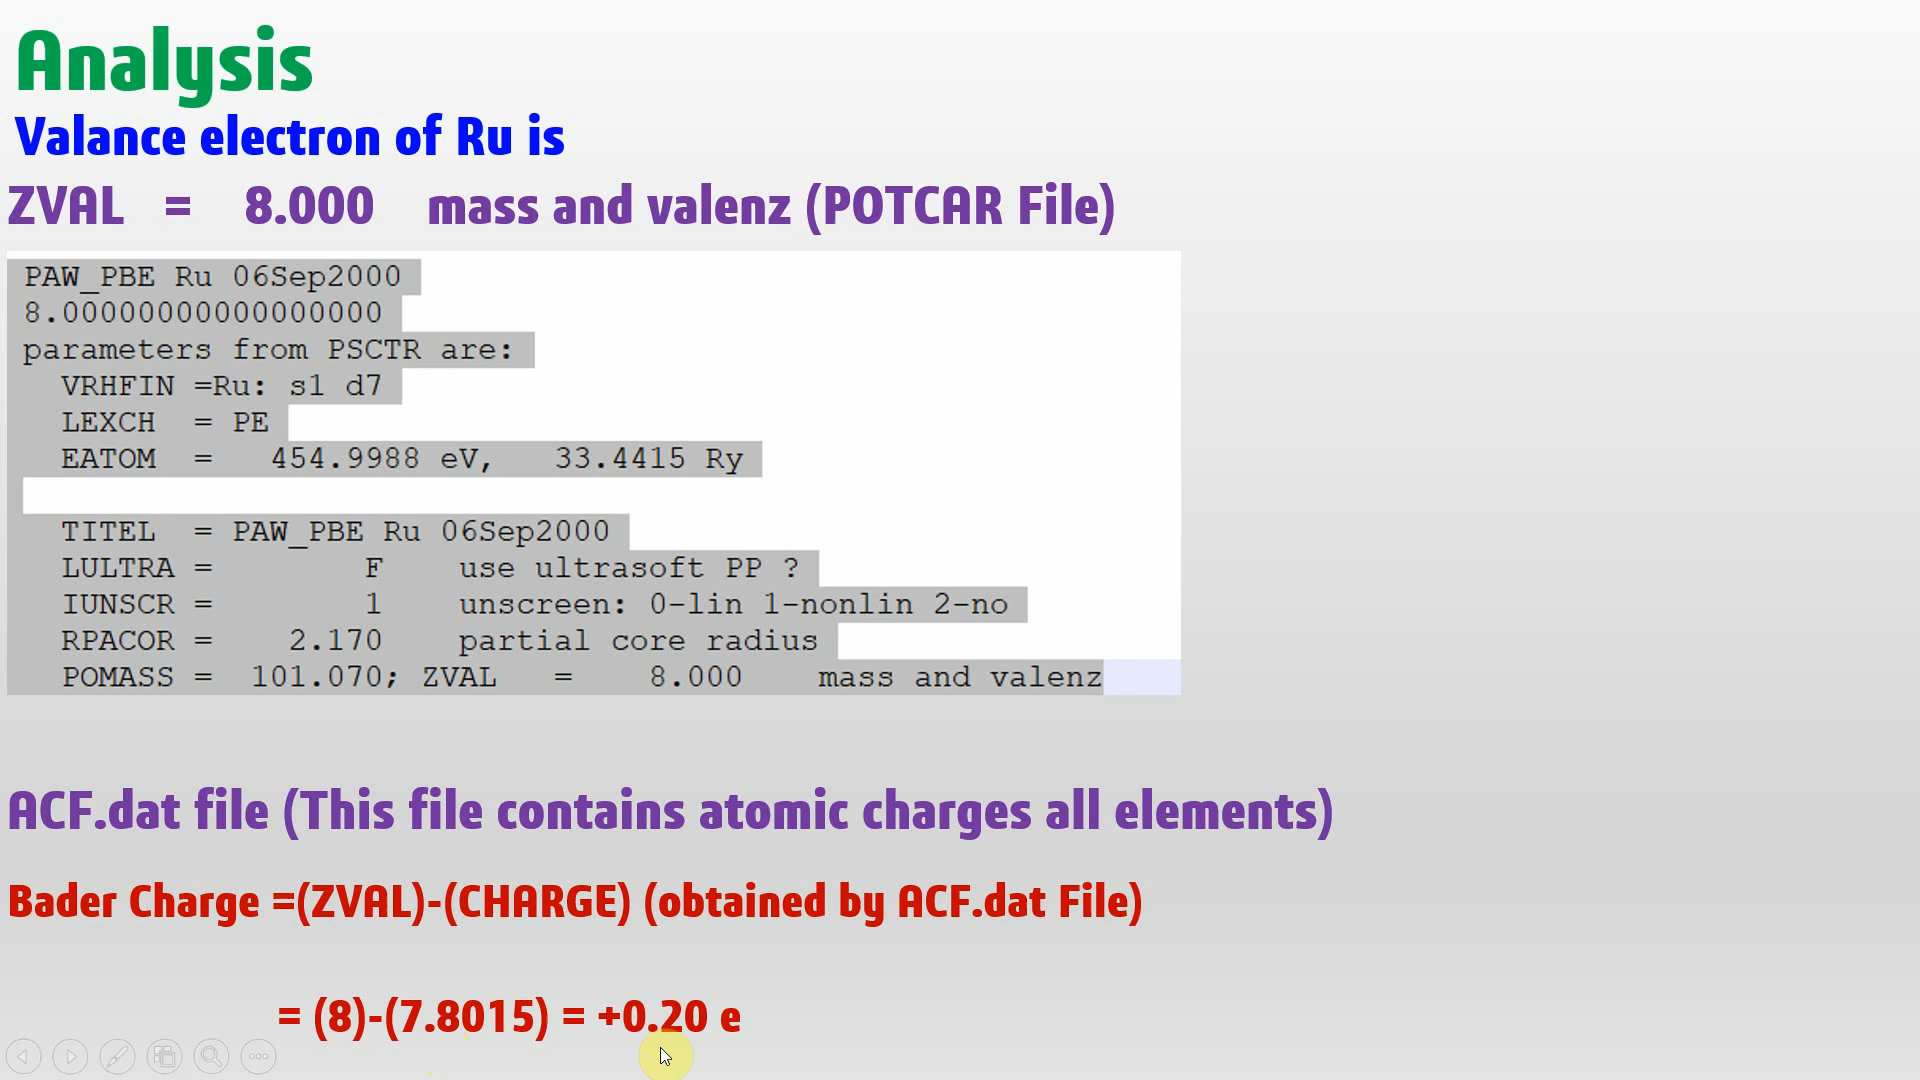 Analysis
Valance electron of Ru is
ZVAL = 8.000 mass and valenz (POTCAR File)
PAW_PBE Ru 06Sep2000
8.00000000000000000
parameters from PSCTR are:
VRHFIN =Ru: s1 d7
LEXCH = PE
EATOM = 454.9988 eV, 33.4415 Ry
TITEL = PAW_PBE Ru 06Sep2000
LULTRA = F use ultrasoft PP ?
IUNSCR = 1 unscreen: 0-lin 1-nonlin 2-no
RPACOR = 2.170 partial core radius
POMASS = 101.070; ZVAL = 8.000 mass and valenz
ACF.dat file (This file contains atomic charges all elements)
Bader Charge =(ZVAL)-(CHARGE) (obtained by ACF.dat File)
= (8)-(7.8015) = +0.20 e